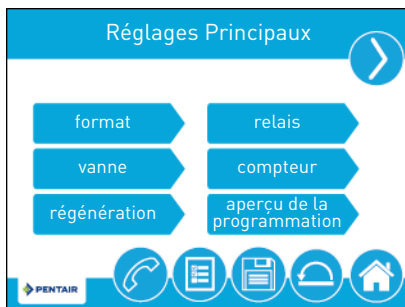 Réglages Principaux
format
relais
vanne
compteur
régénération
aperçu de la
programmation
PENTAIR